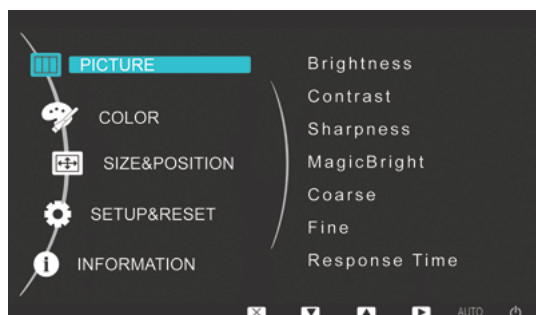 PICTURE
COLOR
SIZE&POSITION
SETUP&RESET
INFORMATION
Brightness
Contrast
Sharpness
MagicBright
Coarse
Fine
Response Time
AUTO